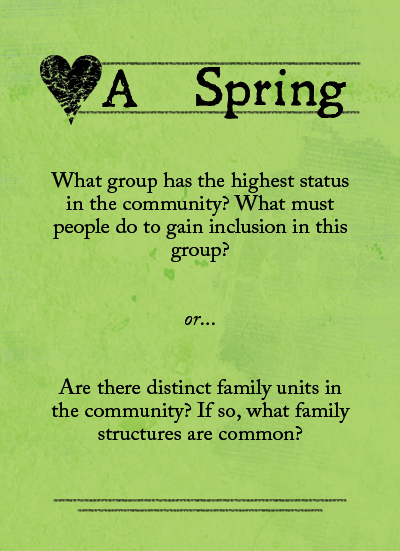 A Spring
What group has the highest status
in the community? What must
people do to gain inclusion in this
group?
or...
Are there distinct family units in
the community? If so, what family
structures are common?